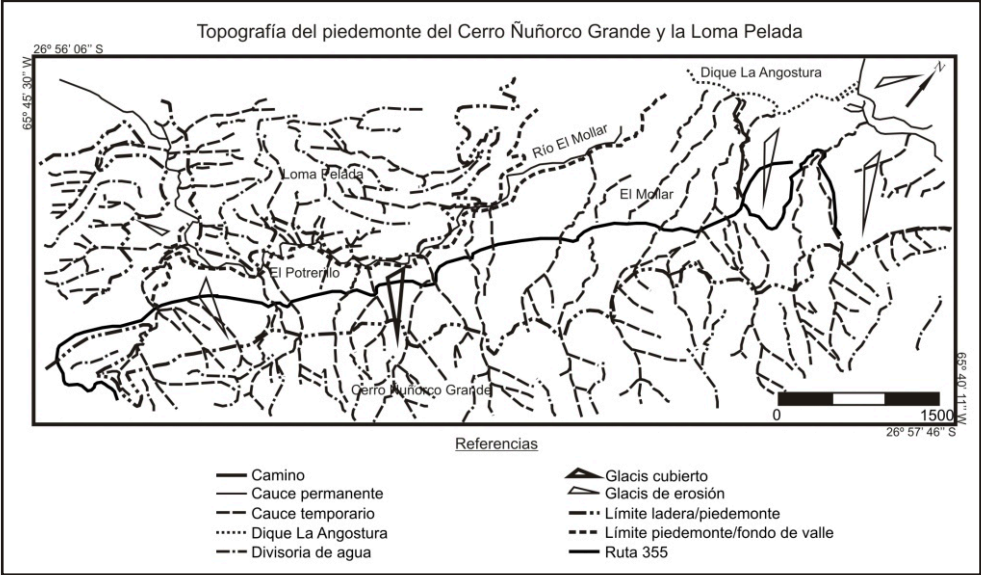 Topografía del piedemonte del Cerro Ñuñorco Grande y la Loma Pelada
26º 56' 06'' S
65º 45' 30'' W
Dique La Angostura
N
Río El Mollar
Loma Pelada
El Mollar
El Potrerillo
Cerro Ñuñorco Grande
0 1500
65º 40' 11'' W
26º 57' 46'' S
Referencias
Camino
Cauce permanente
Cauce temporario
Dique La Angostura
Divisoria de agua
Glacis cubierto
Glacis de erosión
Límite ladera/piedemonte
Límite piedemonte/fondo de valle
Ruta 355